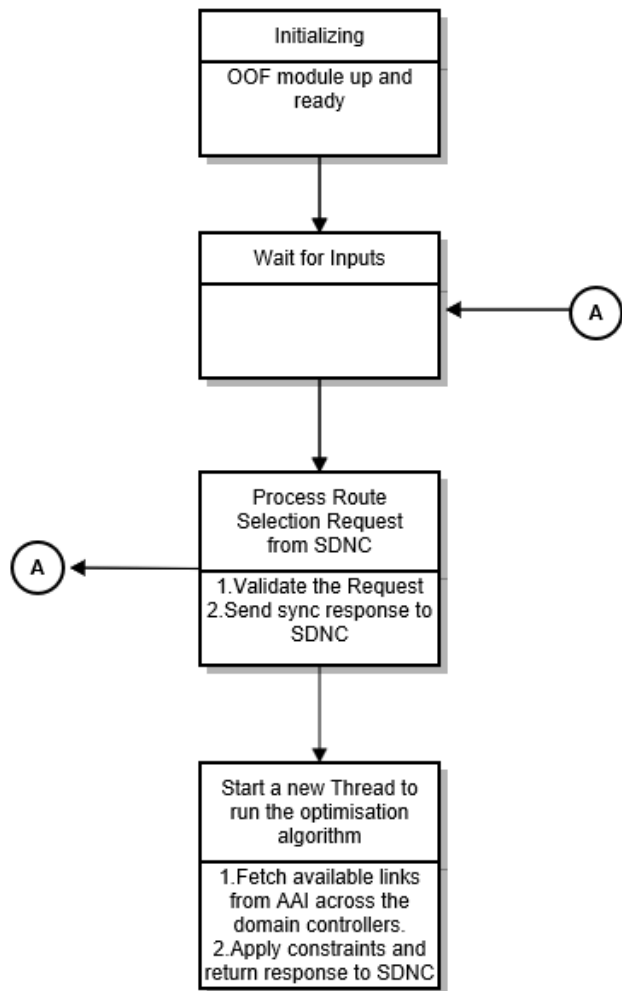 Initializing
OOF module up and
ready
Wait for Inputs
A
Process Route
Selection Request
from SDNC
A
1.Validate the Request
2.Send sync response to
SDNC
Start a new Thread to
run the optimisation
algorithm
1.Fetch available links
from AAI across the
domain controllers.
2.Apply constraints and
return response to SDNC